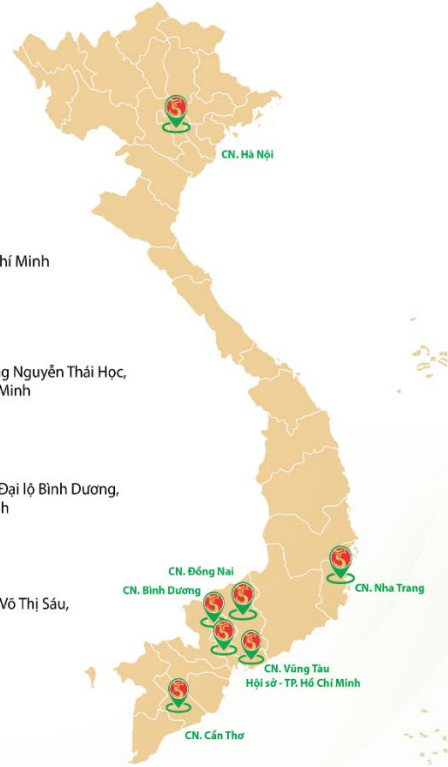 CN. Hà Nội
hí Minh
g Nguyễn Thái Học,
Minh
Đại lộ Bình Dương,
h
CN. Đồng Nai
CN. Bình Dương
CN. Nha Trang
Võ Thị Sáu,
CN. Vũng Tàu
Hội sở - TP. Hồ Chí Minh
CN. Cần Thơ